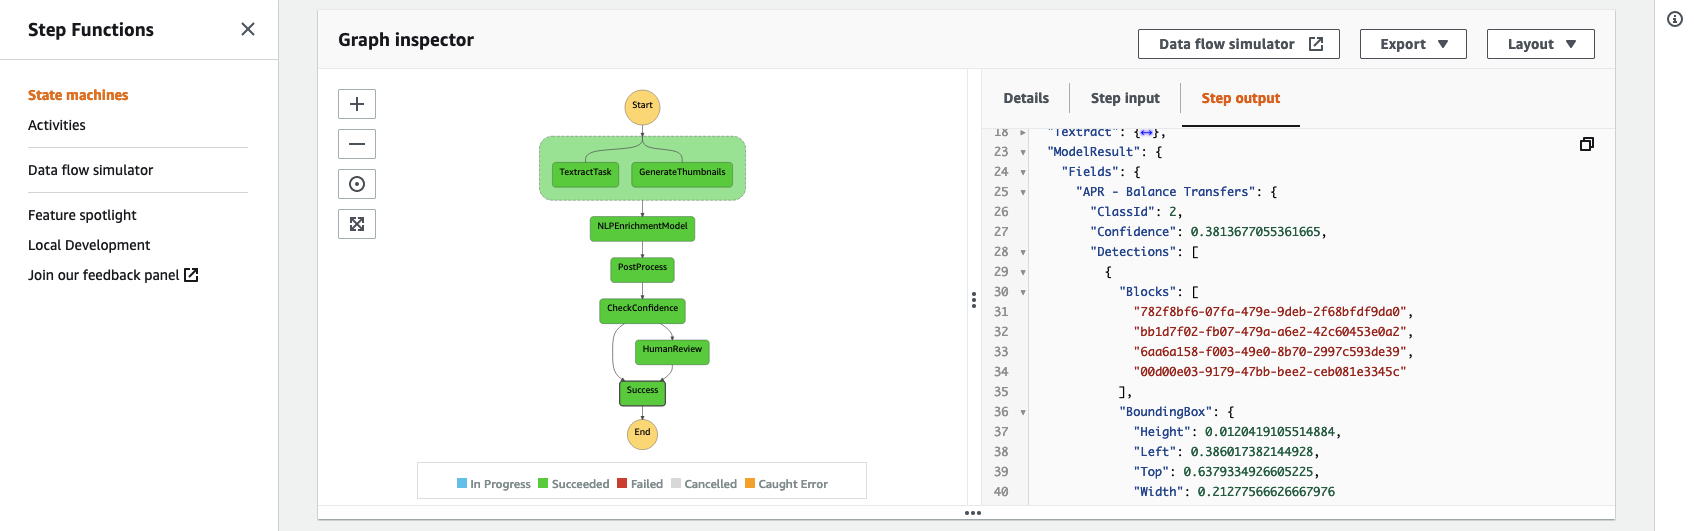 Step Functions
State machines
Activities
Data flow simulator
Feature spotlight
Local Development
Join our feedback panel
Graph inspector
Data flow simulator
Export
Layout
Start
TextractTask
GenerateThumbnails
NLPEnrichmentModel
PostProcess
CheckConfidence
HumanReview
Success
End
In Progress Succeeded Failed Cancelled Caught Error
Details
Step input
Step output
18 "Textract": {↔},
23 "ModelResult": {
24 "Fields": {
25 "APR - Balance Transfers": {
26 "ClassId": 2,
27 "Confidence": 0.3813677055361665,
28 "Detections": [
29 {
30 "Blocks": [
31 "782f8bf6-07fa-479e-9deb-2f68bfdf9da0",
32 "bb1d7f02-fb07-479a-a6e2-42c60453e0a2",
33 "6aa6a158-f003-49e0-8b70-2997c593de39",
34 "00d00e03-9179-47bb-bee2-ceb081e3345c"
35 ],
36 "BoundingBox": {
37 "Height": 0.0120419105514884,
38 "Left": 0.386017382144928,
39 "Top": 0.6379334926605225,
40 "Width": 0.21277566626667976